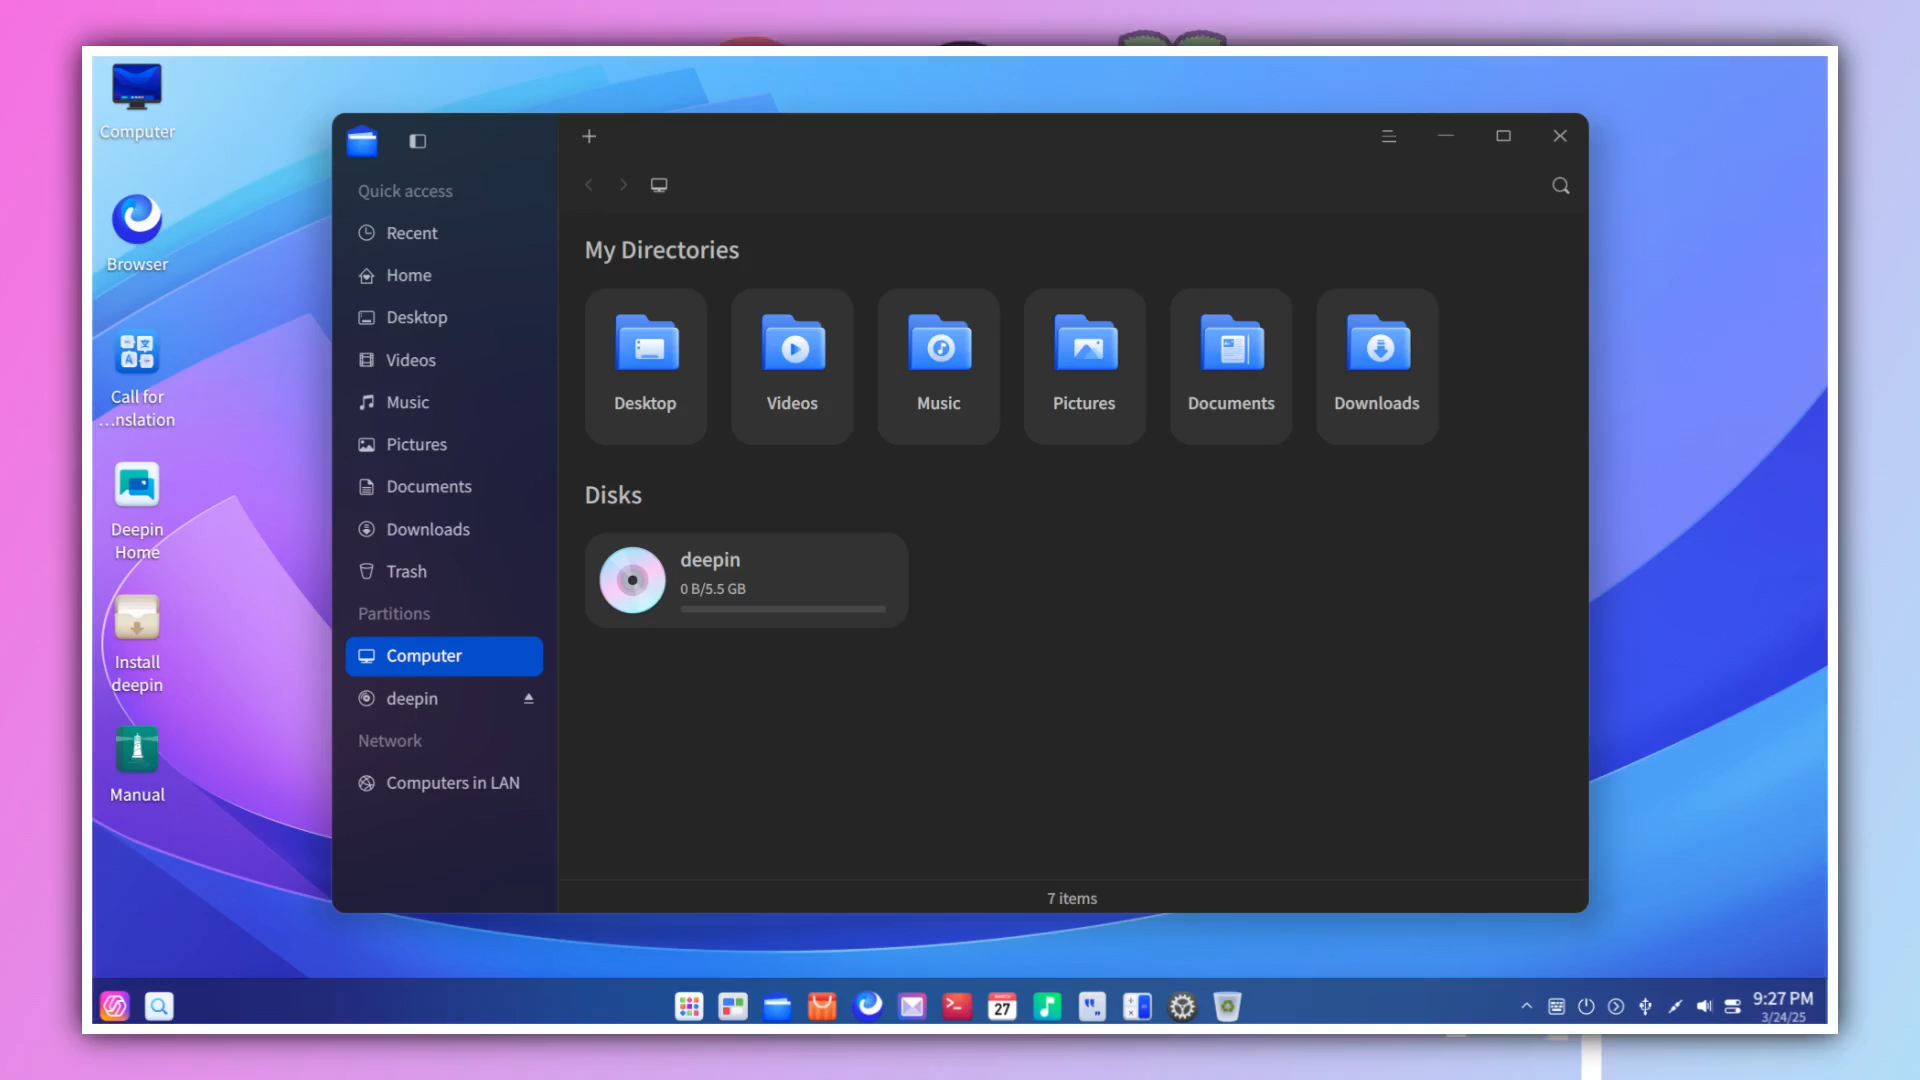 Computer
Browser
Call for
...nslation
Deepin
Home
Install
deepin
Manual
Quick access
Recent
Home
Desktop
Videos
Music
Pictures
Documents
Downloads
Trash
Partitions
Computer
deepin
Network
Computers in LAN
My Directories
Desktop
Videos
Music
Pictures
Documents
Downloads
Disks
deepin
0 B/5.5 GB
7 items
27
9:27 PM
3/24/25